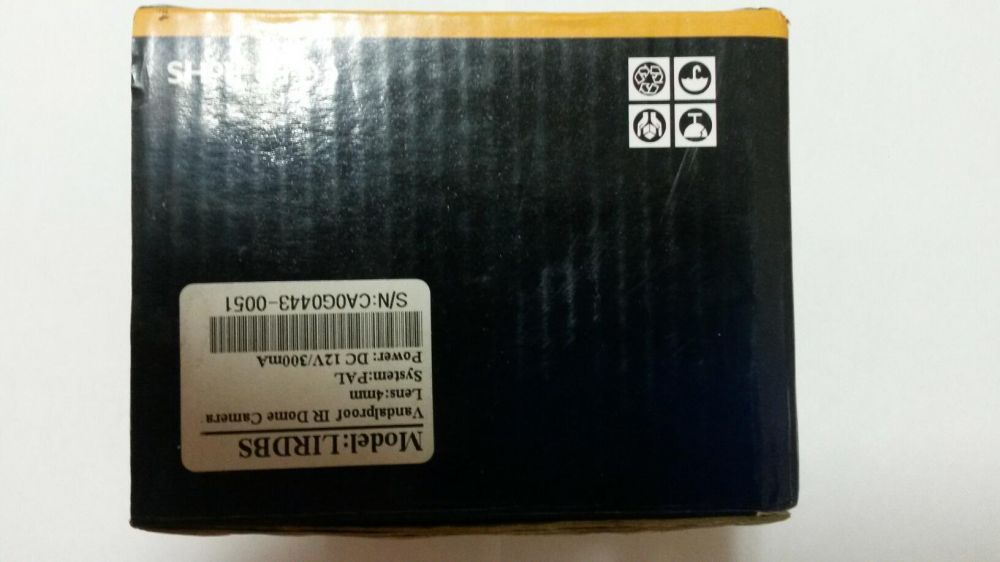 Model:LIRDBS
Vandalproof IR Dome Camera
Lens:4mm
System:PAL
Power: DC 12V/300mA
S/N:CA0G0443-0051